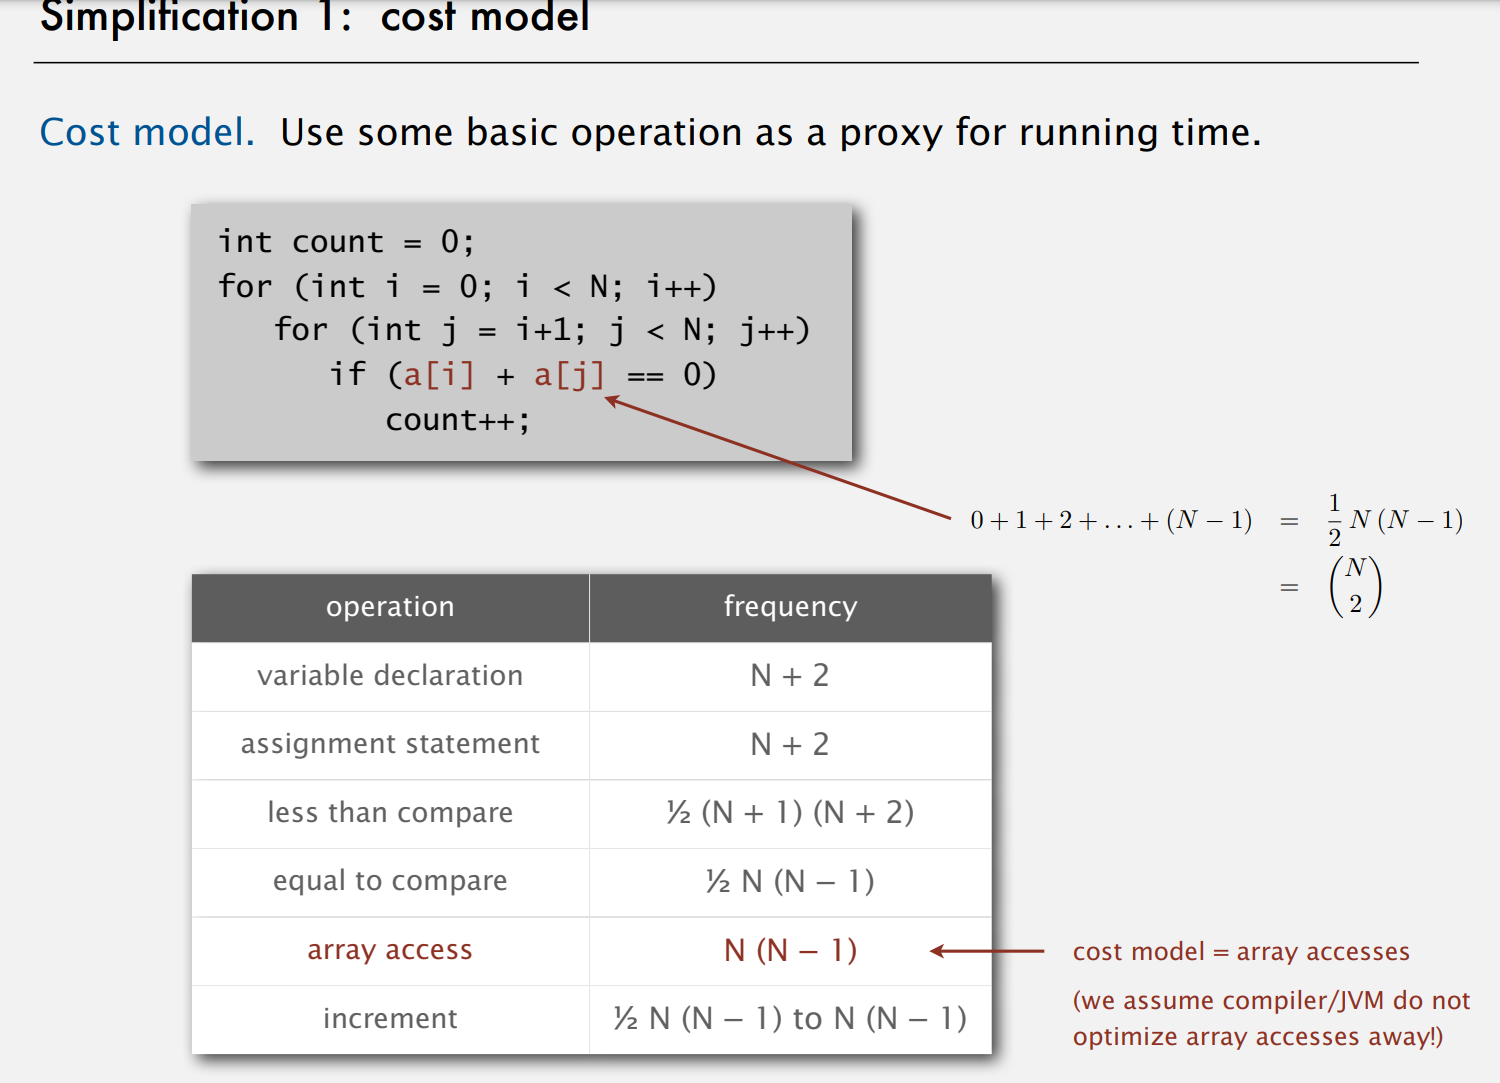 Simplification 1: cost model
Cost model. Use some basic operation as a proxy for running time.
int count = 0;
for (int i = 0; i < N; i++)
for (int j = i+1; j < N; j++)
if (a[i] + a[j] == 0)
count++;
0 + 1 + 2 + . . . + (N − 1) = 1/2 N (N − 1)
= (N 2)
operation frequency
variable declaration N + 2
assignment statement N + 2
less than compare ½ (N + 1) (N + 2)
equal to compare ½ N (N − 1)
array access N (N − 1)
cost model = array accesses
(we assume compiler/JVM do not
optimize array accesses away!)
increment ½ N (N − 1) to N (N − 1)